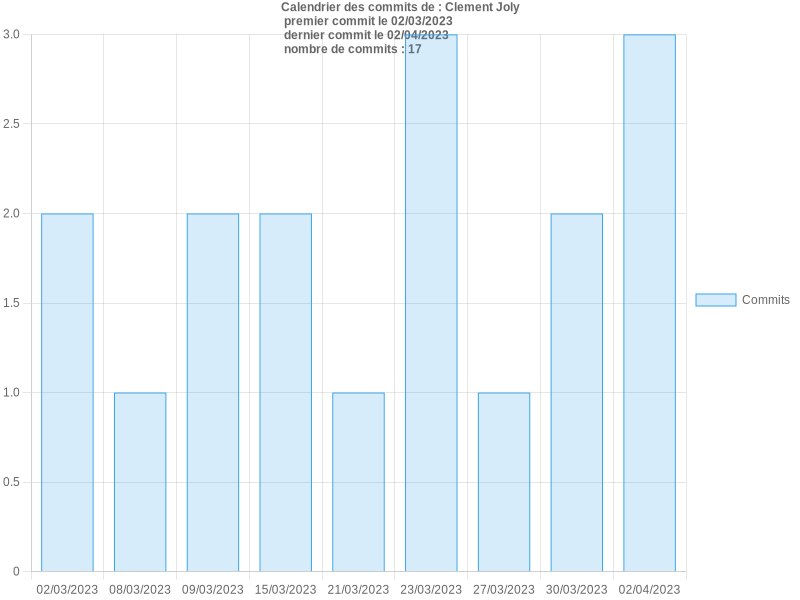 Calendrier des commits de : Clement Joly
premier commit le 02/03/2023
dernier commit le 02/04/2023
nombre de commits : 17
3.0
2.5
2.0
1.5
1.0
0.5
0
02/03/2023 08/03/2023 09/03/2023 15/03/2023 21/03/2023 23/03/2023 27/03/2023 30/03/2023 02/04/2023
Commits